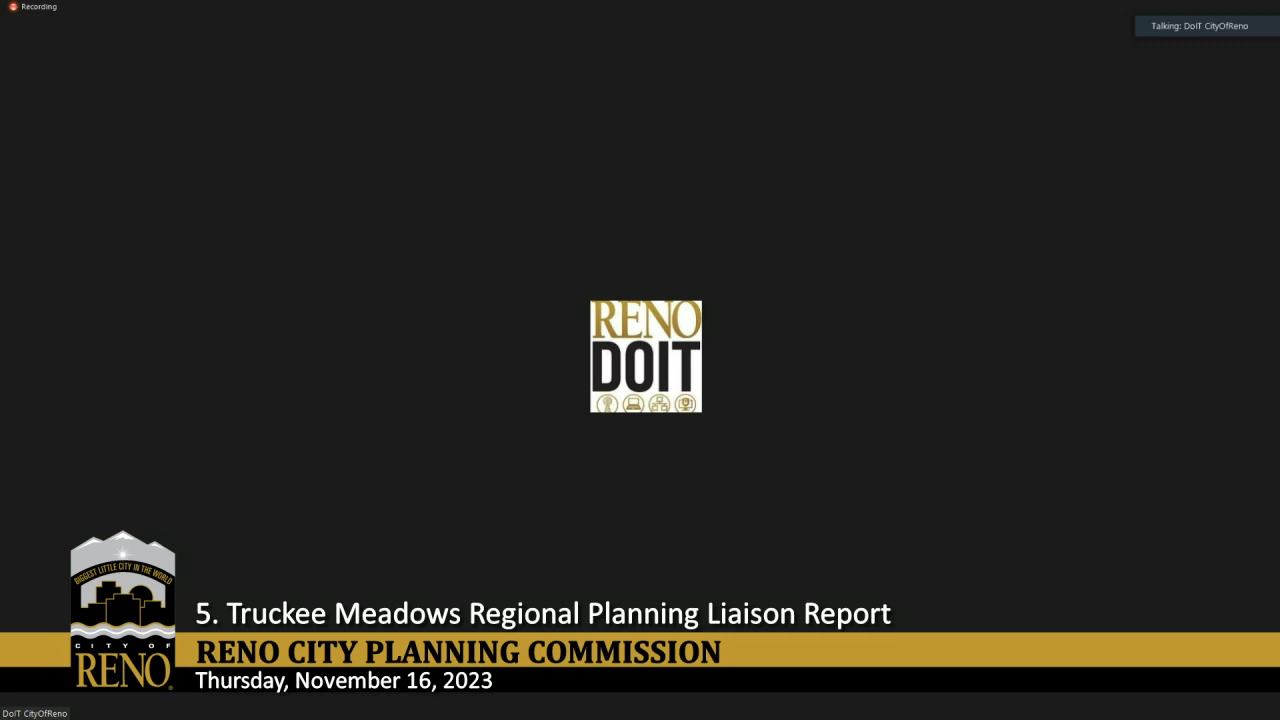 Recording
Talking: DoIT CityOfReno
RENO
DOIT
BIGGEST LITTLE CITY IN THE WORLD
5. Truckee Meadows Regional Planning Liaison Report
CITY OF
RENO
RENO CITY PLANNING COMMISSION
Thursday, November 16, 2023
DoIT CityOfReno